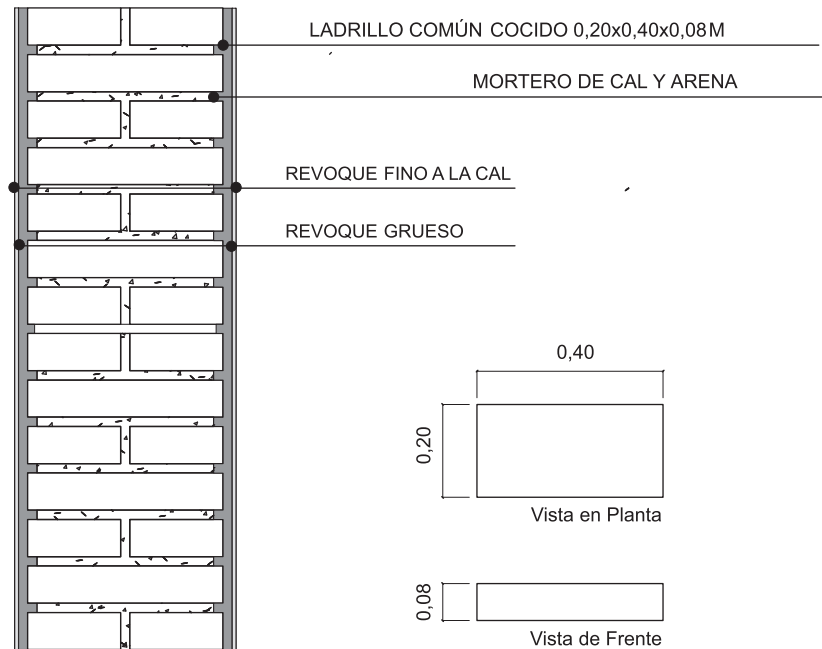 LADRILLO COMÚN COCIDO 0,20x0,40x0,08M
MORTERO DE CAL Y ARENA
REVOQUE FINO A LA CAL
REVOQUE GRUESO
0,40
0,20
Vista en Planta
0,08
Vista de Frente